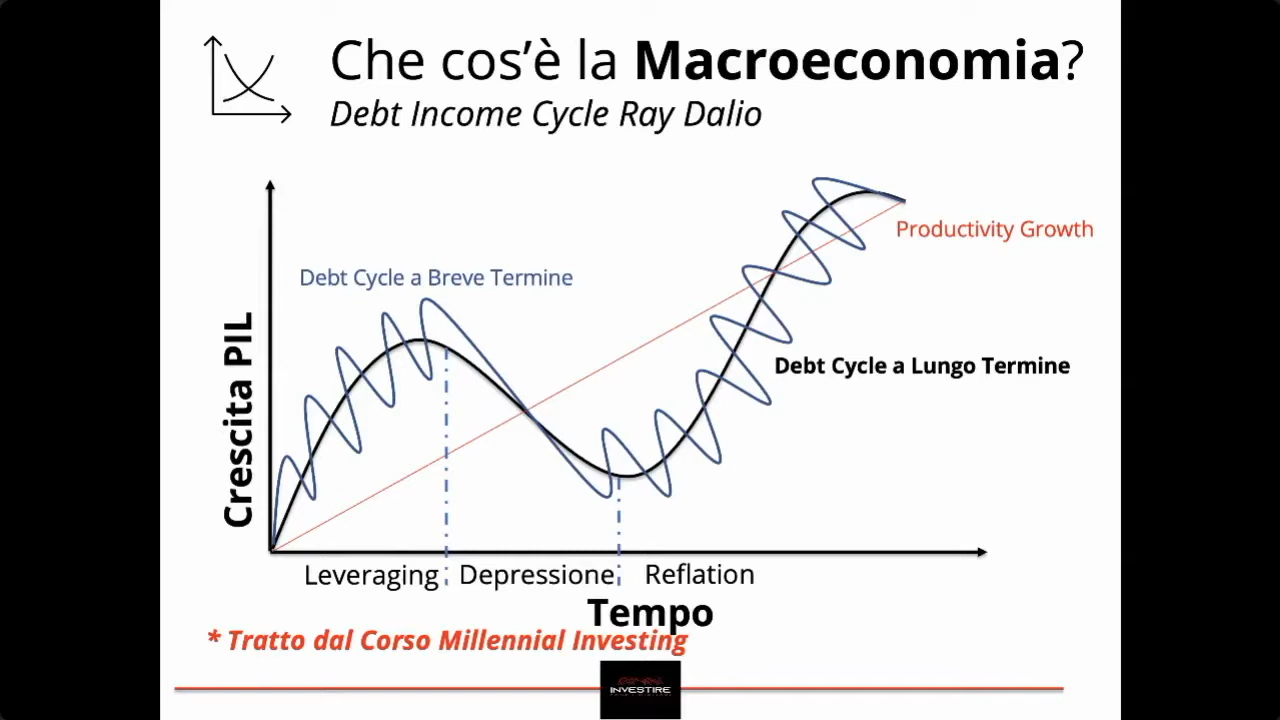 Che cos’è la Macroeconomia?
Debt Income Cycle Ray Dalio
Productivity Growth
Debt Cycle a Breve Termine
Debt Cycle a Lungo Termine
Crescita PIL
Leveraging
Depressione
Reflation
Tempo
* Tratto dal Corso Millennial Investing
INVESTIRE